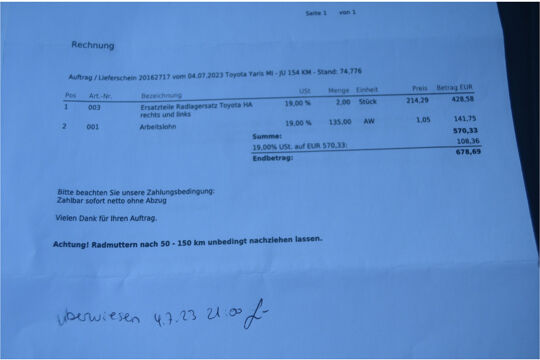 Seite 1 von 1
Rechnung
Auftrag / Lieferschein 20162717 vom 04.07.2023 Toyota Yaris MI - JU 154 KM - Stand: 74,776
Pos Art.-Nr. Bezeichnung USt Menge Einheit Preis Betrag EUR
1 003 Ersatzteile Radlagersatz Toyota HA 19,00 % 2,00 Stück 214,29 428,58
rechts und links
2 001 Arbeitslohn 19,00 % 135,00 AW 1,05 141,75
Summe: 570,33
19,00% USt. auf EUR 570,33: 108,36
Endbetrag: 678,69
Bitte beachten Sie unsere Zahlungsbedingung:
Zahlbar sofort netto ohne Abzug
Vielen Dank für Ihren Auftrag.
Achtung! Radmuttern nach 50 - 150 km unbedingt nachziehen lassen.
überwiesen 4.7.23 21:00